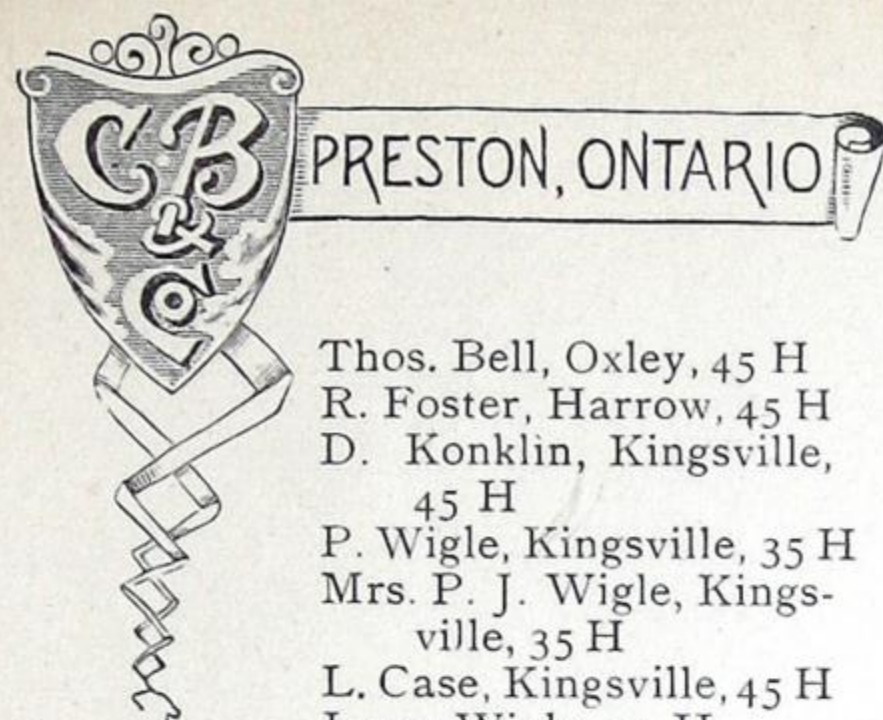 CB
&
Co
PRESTON, ONTARIO
Thos. Bell, Oxley, 45 H
R. Foster, Harrow, 45 H
D. Konklin, Kingsville,
45 H
P. Wigle, Kingsville, 35 H
Mrs. P. J. Wigle, Kings-
ville, 35 H
L. Case, Kingsville, 45 H